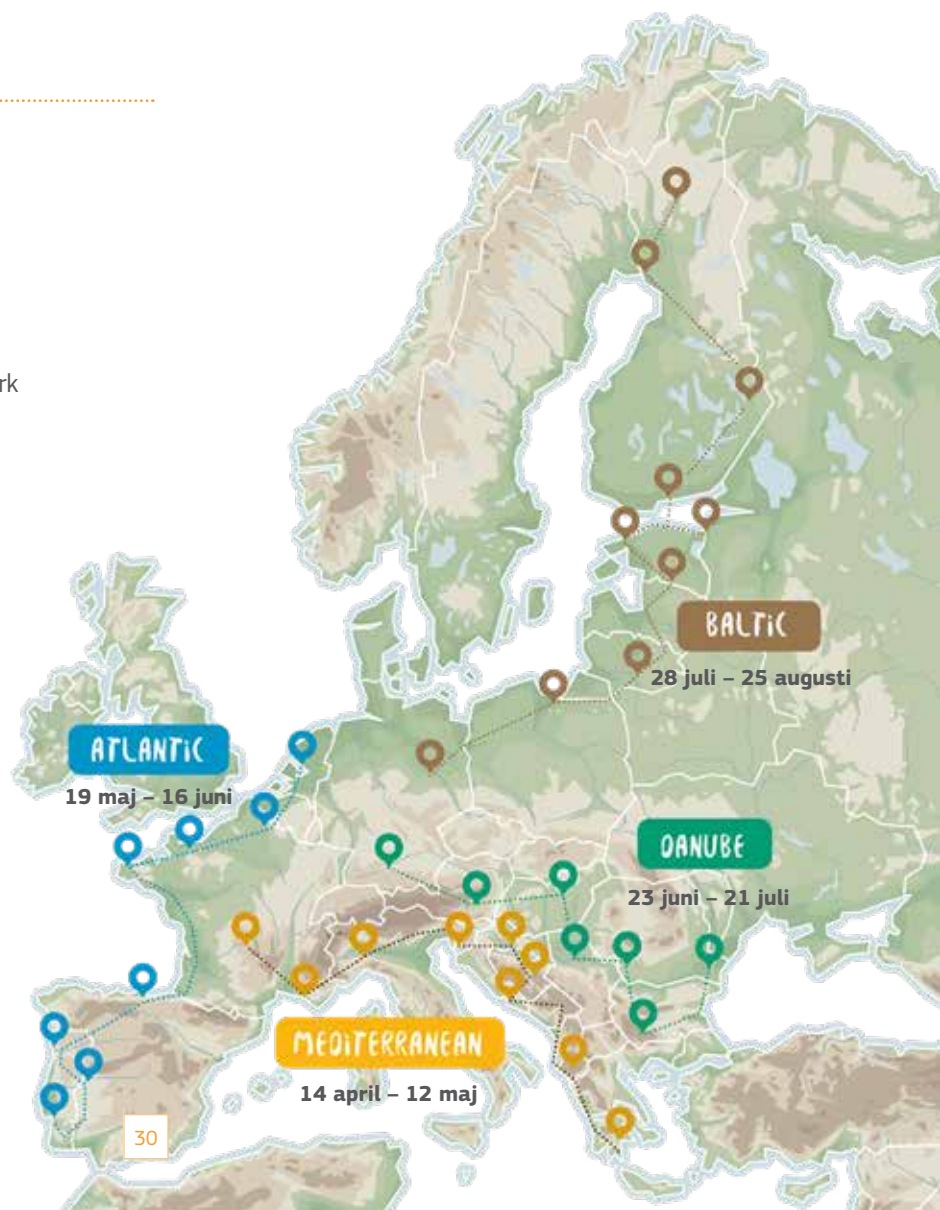 rk
BALTIC
28 juli – 25 augusti
ATLANTIC
19 maj – 16 juni
DANUBE
23 juni – 21 juli
MEDITERRANEAN
14 april – 12 maj
30